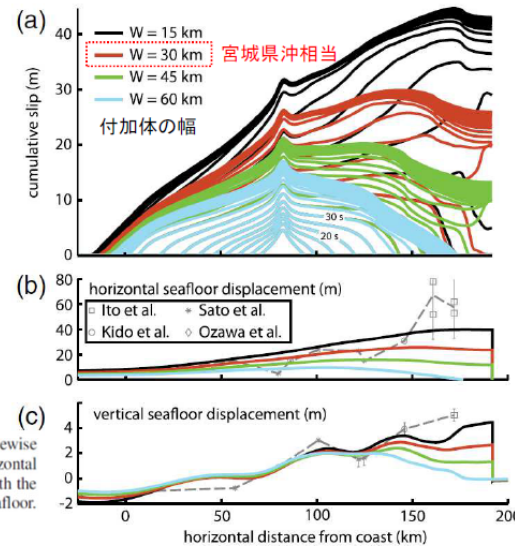 (a)
W = 15 km
W = 30 km
宮城県沖相当
W = 45 km
W = 60 km
付加体の幅
cumulative slip (m)
40
30
20
10
0
30 s
20 s
(b)
80
60
40
20
0
horizontal seafloor displacement (m)
Ito et al.
Sato et al.
Kido et al.
Ozawa et al.
(c)
vertical seafloor displacement (m)
4
2
0
-2
ewise
izontal
th the
afloor.
0
50
100
150
200
horizontal distance from coast (km)